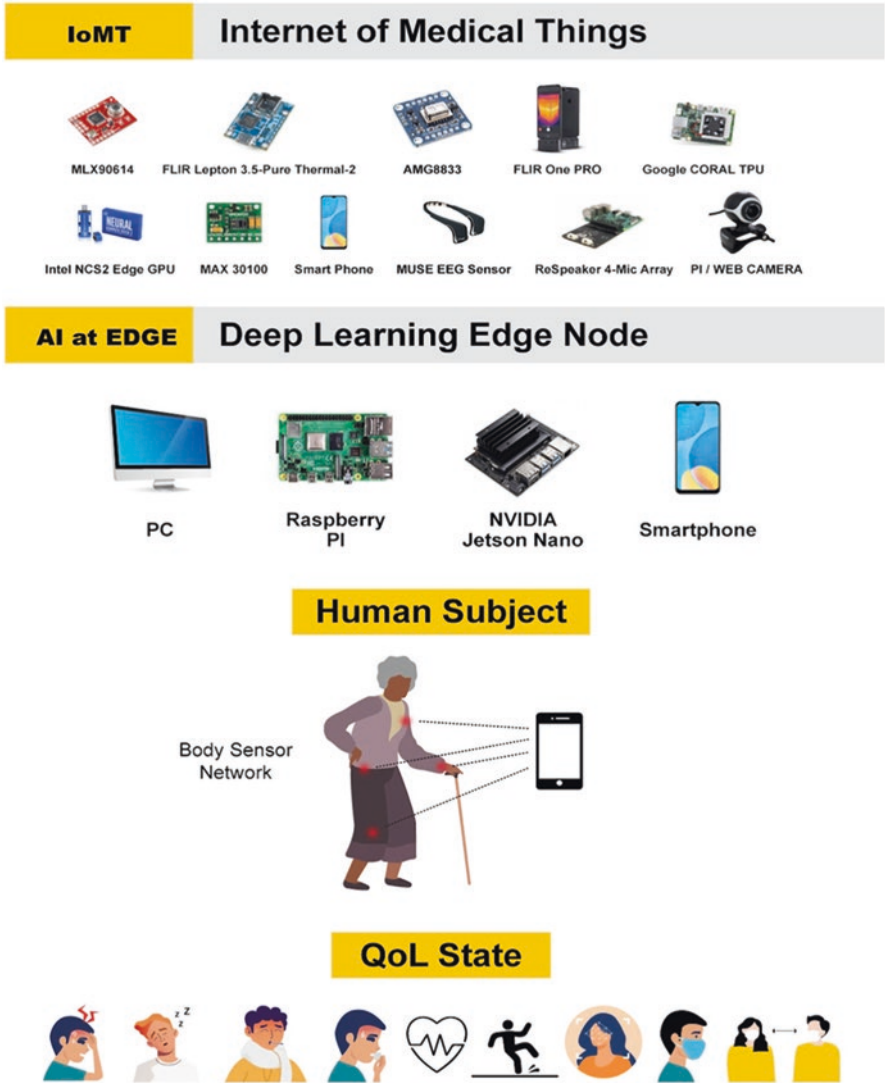 IoMT Internet of Medical Things
MLX90614 FLIR Lepton 3.5-Pure Thermal-2 AMG8833 FLIR One PRO Google CORAL TPU
NEURAL
Intel NCS2 Edge GPU MAX 30100 Smart Phone MUSE EEG Sensor ReSpeaker 4-Mic Array PI / WEB CAMERA
AI at EDGE Deep Learning Edge Node
PC Raspberry PI NVIDIA Jetson Nano Smartphone
Human Subject
Body Sensor
Network
QoL State
z z z